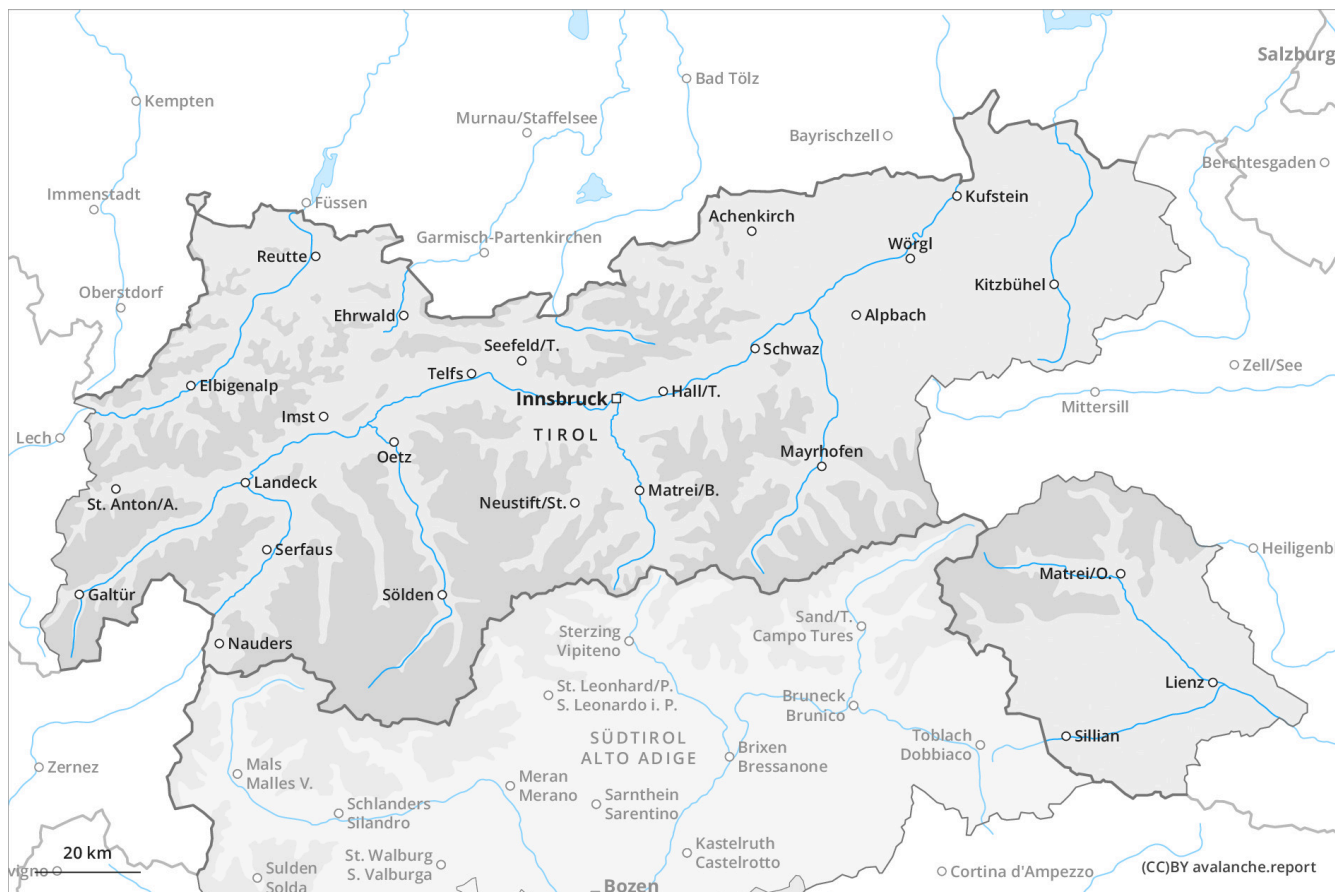 Salzburg
Bad Tölz
Kempten
Murnau/Staffelsee
Bayrischzell
Berchtesgaden
Immenstadt
Füssen
Kufstein
Achenkirch
Garmisch-Partenkirchen
Wörgl
Reutte
Kitzbühel
Oberstdorf
Ehrwald
Alpbach
Seefeld/T.
Schwaz
Zell/See
Telfs
Elbigenalp
Hall/T.
Mittersill
Innsbruck
Imst
TIROL
Lech
Oetz
Mayrhofen
Landeck
St. Anton/A.
Neustift/St.
Matrei/B.
Serfaus
Heiligenb
Matrei/O.
Galtür
Sölden
Sand/T.
Campo Tures
Sterzing
Vipiteno
Nauders
Lienz
St. Leonhard/P.
S. Leonardo i. P.
Bruneck
Brunico
SÜDTIROL
ALTO ADIGE
Toblach
Dobbiaco
Sillian
Brixen
Bressanone
Zernez
Mals
Malles V.
Meran
Merano
Sarnthein
Sarentino
Schlanders
Silandro
Kastelruth
Castelrotto
20 km
St. Walburg
S. Valburga
vigno
Sulden
Solda
Cortina d'Ampezzo
(CC)BY avalanche.report
Bozen